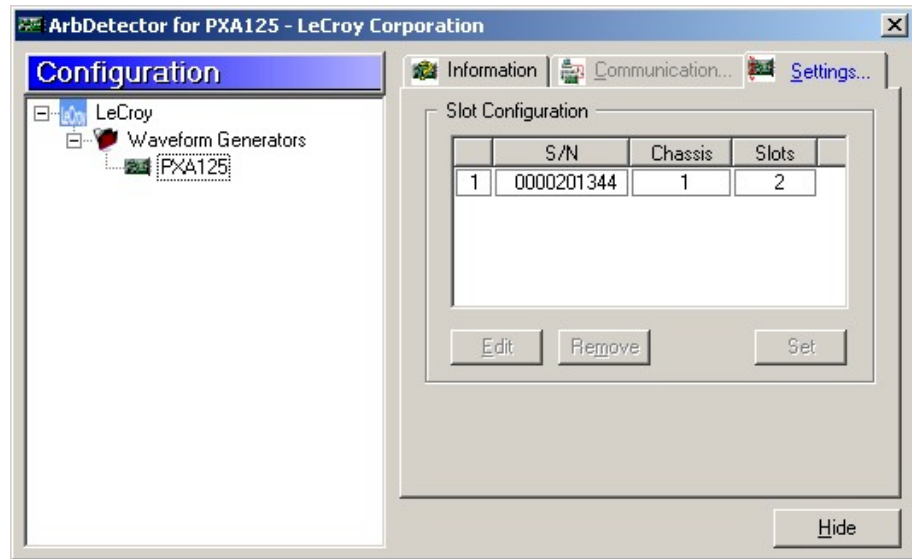 ArbDetector for PXA125 - LeCroy Corporation
Configuration
LeCroy
LeCroy
Waveform Generators
PXA125
Information
Communication...
Settings...
Slot Configuration
S/N Chassis Slots
1 0000201344 1 2
Edit Remove Set
Hide